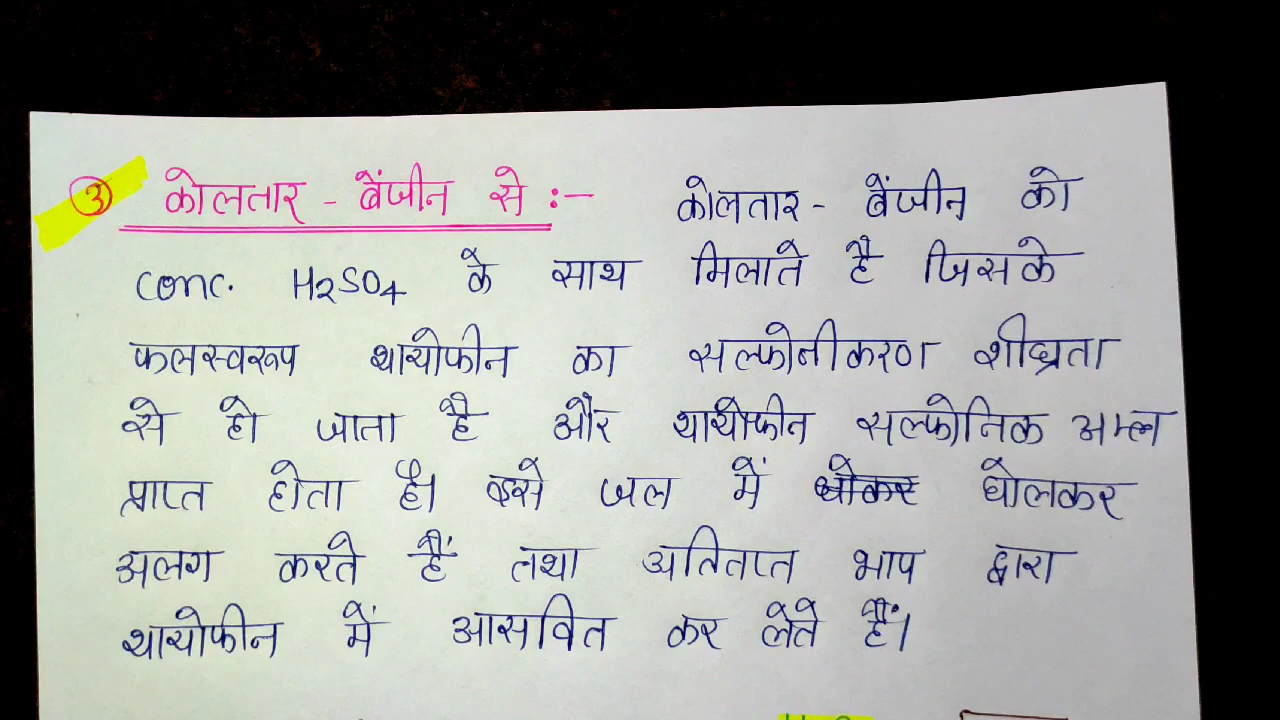 ③ कोलतार - बेंजीन से :- कोलतार - बेंजीन को
conc. H2SO4 के साथ मिलाते है जिसके
फलस्वरूप थायोफीन का सल्फोनीकरण शीघ्रता
से हो जाता है और थायोफीन सल्फोनिक अम्ल
प्राप्त होता है। इसे जल में घोलकर
अलग करते हैं तथा अतितप्त भाप द्वारा
थायोफीन में आसवित कर लेते हैं।